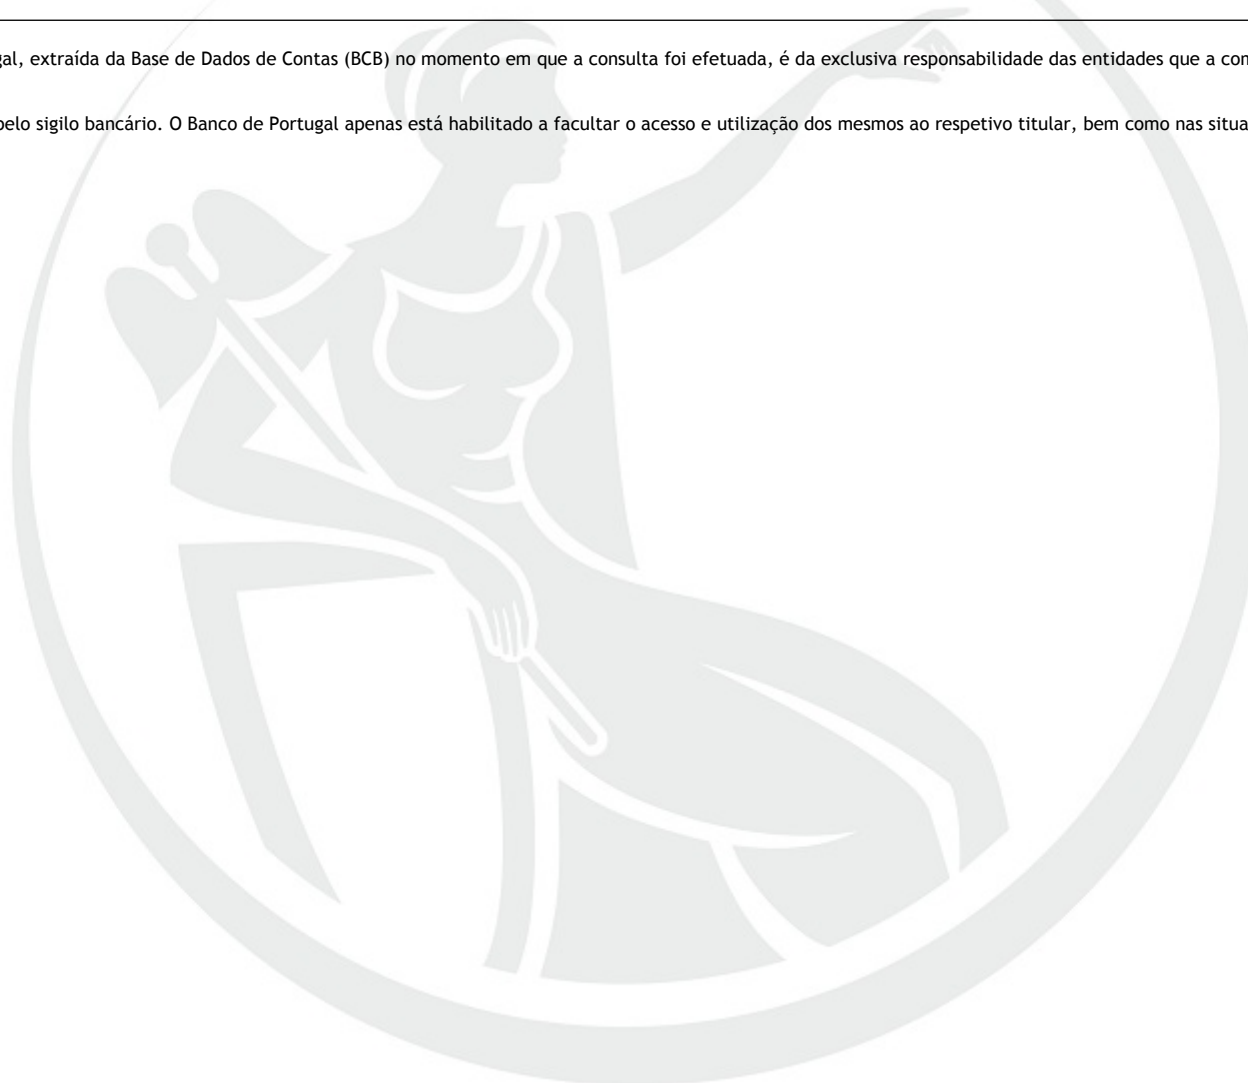 gal, extraída da Base de Dados de Contas (BCB) no momento em que a consulta foi efetuada, é da exclusiva responsabilidade das entidades que a con
pelo sigilo bancário. O Banco de Portugal apenas está habilitado a facultar o acesso e utilização dos mesmos ao respetivo titular, bem como nas situa